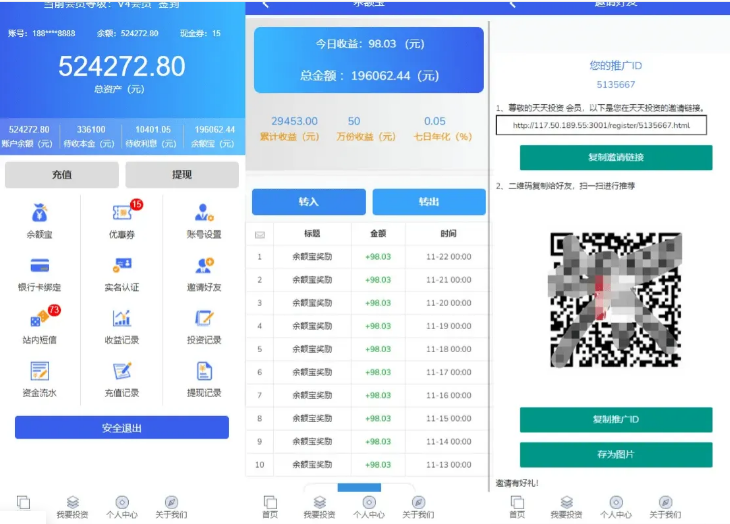 当前会员等级：V4会员 签到
账号：188****8888 余额：524272.80 现金券：15
524272.80
总资产（元）
524272.80 336100 10401.05 196062.44
账户余额（元） 待收本金（元） 待收利息（元） 余额宝（元）
充值 提现
15
余额宝 优惠券 账号设置
银行卡绑定 实名认证 邀请好友
73
站内短信 收益记录 投资记录
资金流水 充值记录 提现记录
安全退出
我要投资 个人中心 关于我们
余额宝
今日收益：98.03 （元）
总金额：196062.44（元）
29453.00 50 0.05
累计收益（元） 万份收益（元） 七日年化（%）
转入 转出
标题 金额 时间
1 余额宝奖励 +98.03 11-22 00:00
2 余额宝奖励 +98.03 11-21 00:00
3 余额宝奖励 +98.03 11-20 00:00
4 余额宝奖励 +98.03 11-19 00:00
5 余额宝奖励 +98.03 11-18 00:00
6 余额宝奖励 +98.03 11-17 00:00
7 余额宝奖励 +98.03 11-16 00:00
8 余额宝奖励 +98.03 11-15 00:00
9 余额宝奖励 +98.03 11-14 00:00
10 余额宝奖励 +98.03 11-13 00:00
首页 我要投资 个人中心 关于我们
邀请好友
您的推广ID
5135667
1、尊敬的天天投资 会员，以下是您在天天投资的邀请链接。
http://117.50.189.55:3001/register/5135667.html
复制邀请链接
2、二维码复制给好友，扫一扫进行推荐
复制推广ID
存为图片
邀请有好礼！
首页 我要投资 个人中心 关于我们